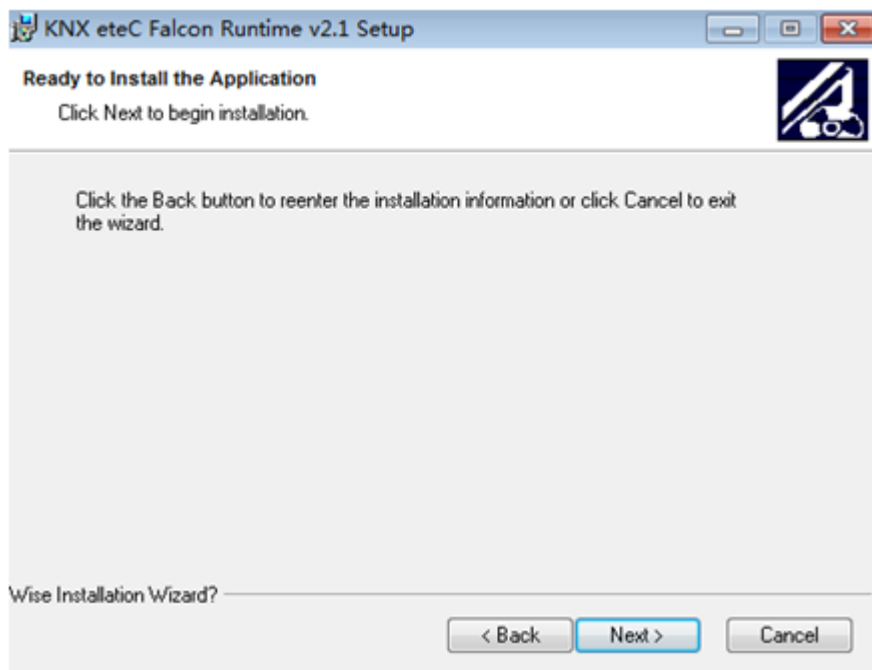 KNX eteC Falcon Runtime v2.1 Setup
Ready to Install the Application
Click Next to begin installation.
Click the Back button to reenter the installation information or click Cancel to exit
the wizard.
Wise Installation Wizard?
< Back Next > Cancel